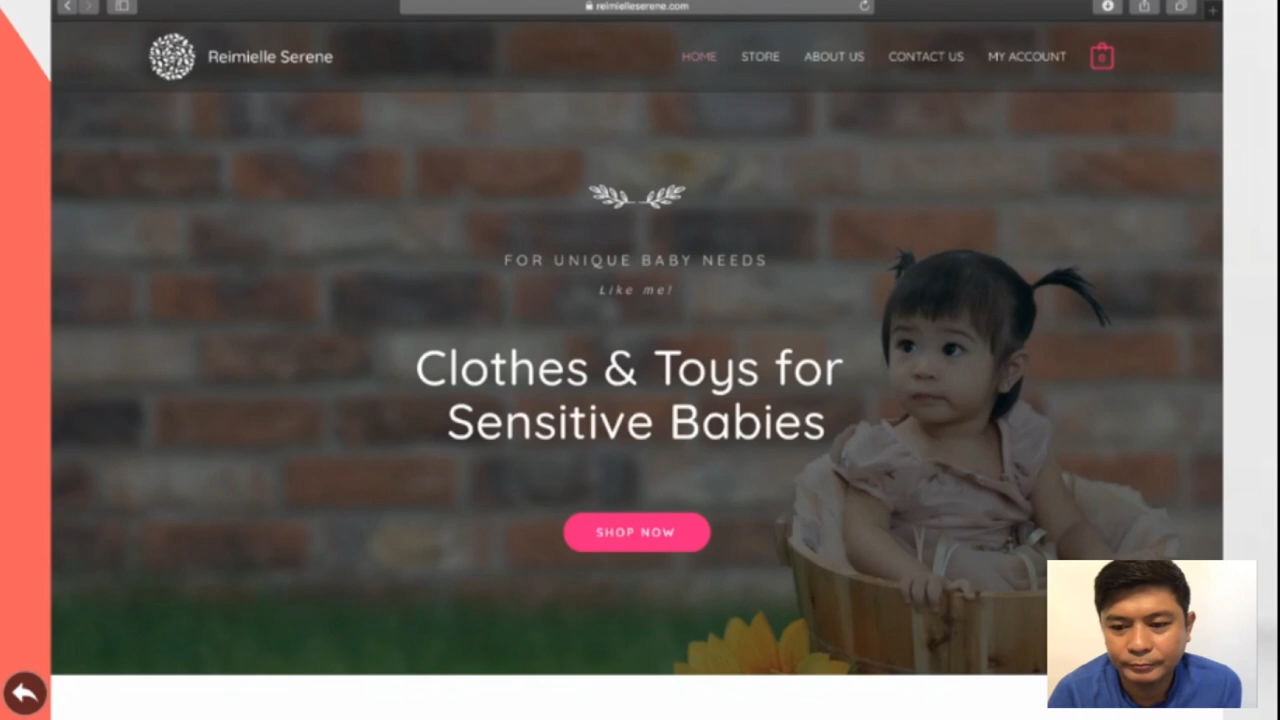 reimielleserene.com
Reimielle Serene
HOME STORE ABOUT US CONTACT US MY ACCOUNT 0
FOR UNIQUE BABY NEEDS
Like me!
Clothes & Toys for
Sensitive Babies
SHOP NOW